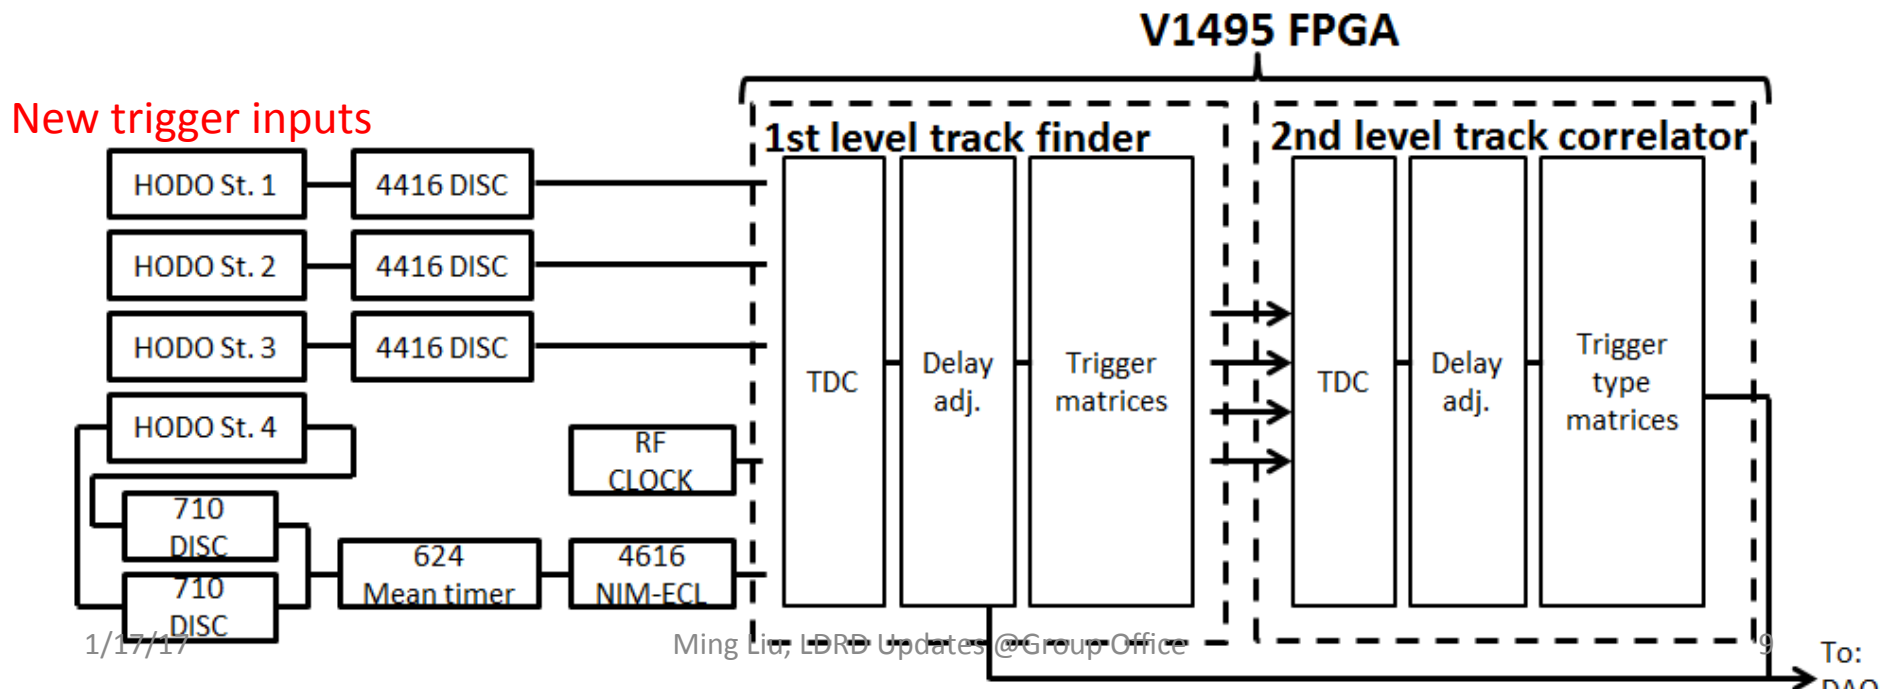 V1495 FPGA
New trigger inputs
1st level track finder
2nd level track correlator
HODO St. 1
4416 DISC
HODO St. 2
4416 DISC
HODO St. 3
4416 DISC
HODO St. 4
RF
CLOCK
710
DISC
710
DISC
624
Mean timer
4616
NIM-ECL
TDC
Delay
adj.
Trigger
matrices
TDC
Delay
adj.
Trigger
type
matrices
1/17/17
Ming Liu, LDRD Updates @Group Office
9
To:
DAQ